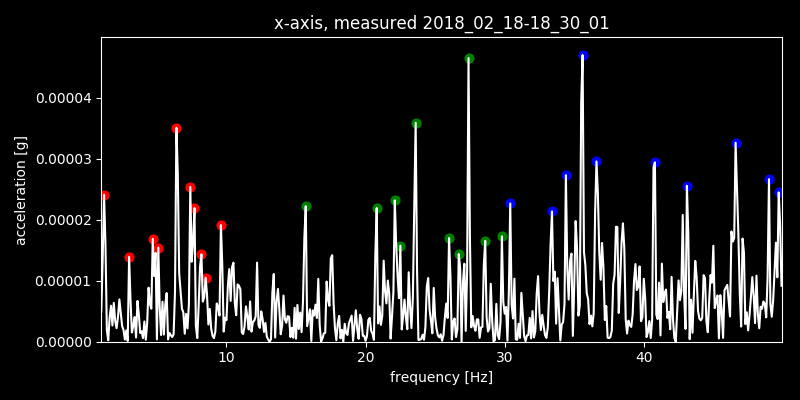 x-axis, measured 2018_02_18-18_30_01
acceleration [g]
0.00004
0.00003
0.00002
0.00001
0.00000
10 20 30 40
frequency [Hz]